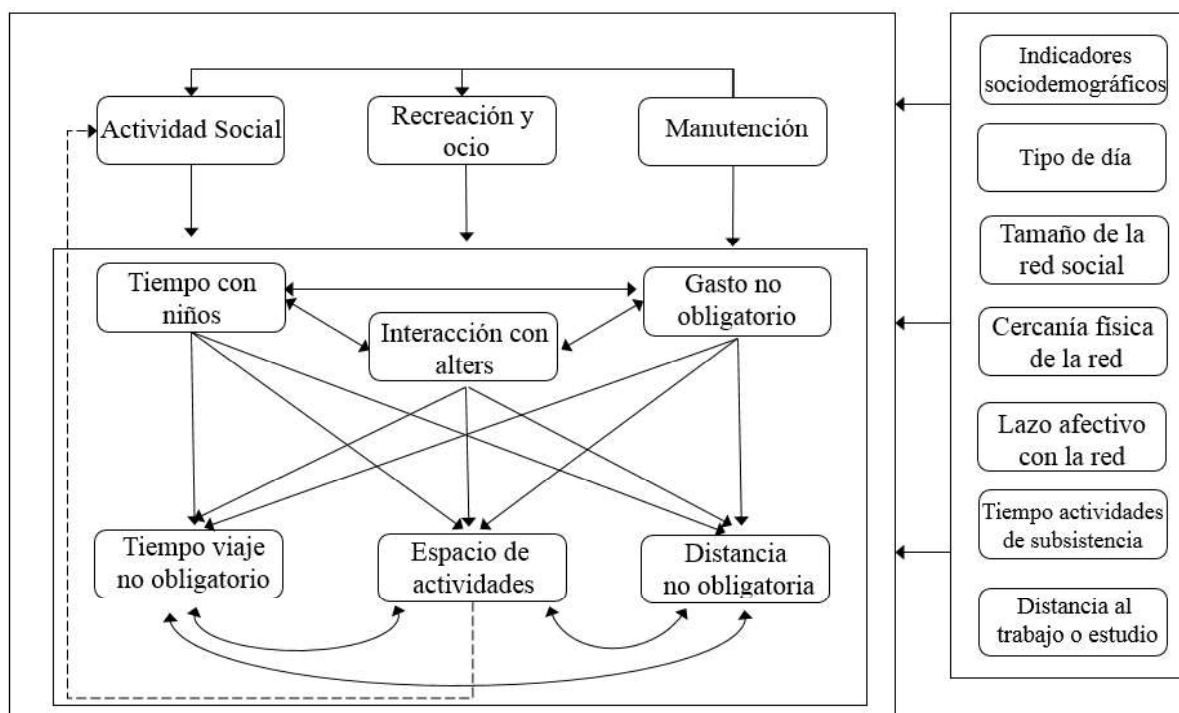 Actividad Social
Recreación y
ocio
Manutención
Tiempo con
niños
Gasto no
obligatorio
Interacción con
alters
Tiempo viaje
no obligatorio
Espacio de
actividades
Distancia
no obligatoria
Indicadores
sociodemográficos
Tipo de día
Tamaño de la
red social
Cercanía física
de la red
Lazo afectivo
con la red
Tiempo actividades
de subsistencia
Distancia al
trabajo o estudio